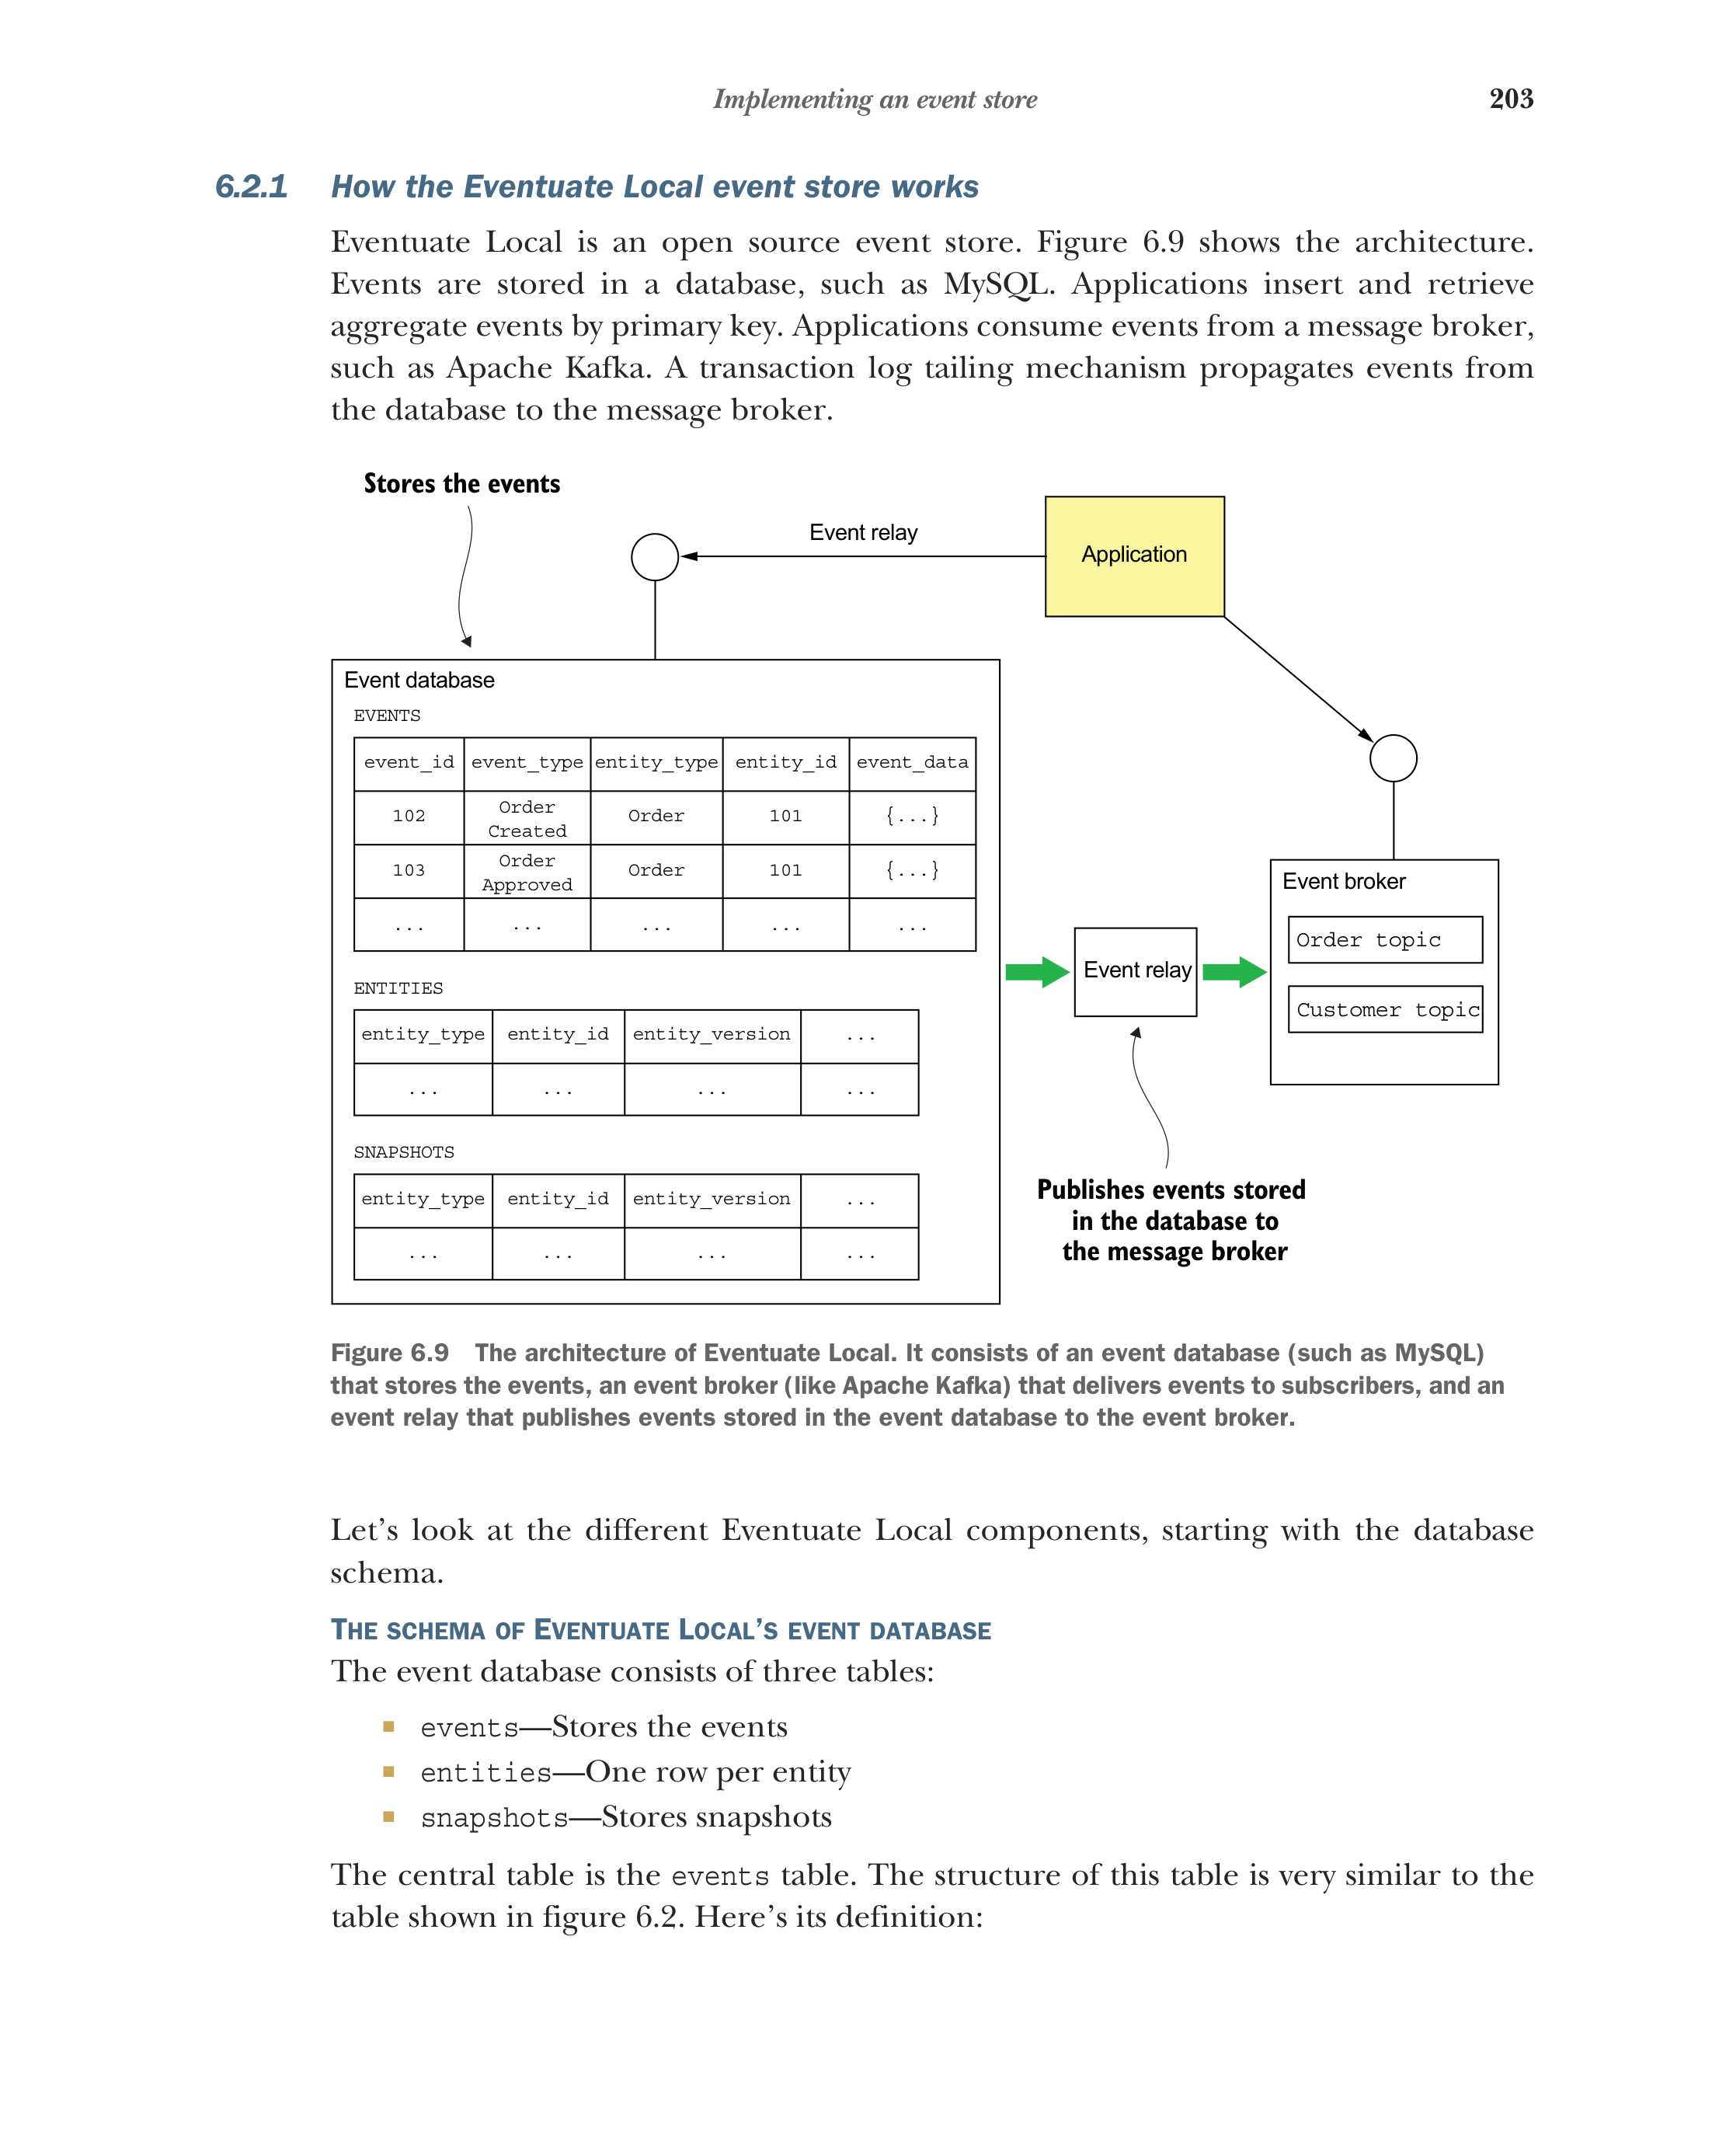 Implementing an event store 203
6.2.1 How the Eventuate Local event store works
Eventuate Local is an open source event store. Figure 6.9 shows the architecture.
Events are stored in a database, such as MySQL. Applications insert and retrieve
aggregate events by primary key. Applications consume events from a message broker,
such as Apache Kafka. A transaction log tailing mechanism propagates events from
the database to the message broker.
Stores the events
Event relay
Application
Event database
EVENTS
event_id event_type entity_type entity_id event_data
102 Order Created Order 101 {...}
103 Order Approved Order 101 {...}
... ... ... ... ...
ENTITIES
entity_type entity_id entity_version ...
... ... ... ...
SNAPSHOTS
entity_type entity_id entity_version ...
... ... ... ...
Event relay
Event broker
Order topic
Customer topic
Publishes events stored
in the database to
the message broker
Figure 6.9 The architecture of Eventuate Local. It consists of an event database (such as MySQL)
that stores the events, an event broker (like Apache Kafka) that delivers events to subscribers, and an
event relay that publishes events stored in the event database to the event broker.
Let's look at the different Eventuate Local components, starting with the database
schema.
THE SCHEMA OF EVENTUATE LOCAL'S EVENT DATABASE
The event database consists of three tables:
■ events—Stores the events
■ entities—One row per entity
■ snapshots—Stores snapshots
The central table is the events table. The structure of this table is very similar to the
table shown in figure 6.2. Here's its definition: